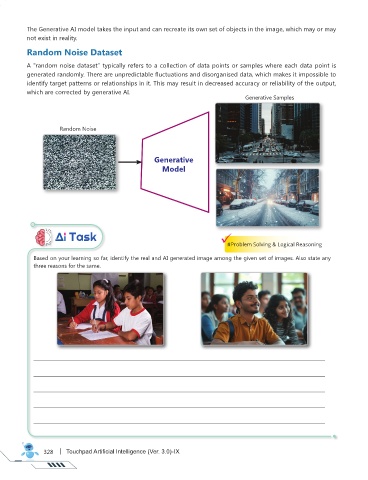 The Generative AI model takes the input and can recreate its own set of objects in the image, which may or may
not exist in reality.
Random Noise Dataset
A "random noise dataset" typically refers to a collection of data points or samples where each data point is
generated randomly. There are unpredictable fluctuations and disorganised data, which makes it impossible to
identify target patterns or relationships in it. This may result in decreased accuracy or reliability of the output,
which are corrected by generative AI.
Generative Samples
Random Noise
Generative
Model
Ai Task
#Problem Solving & Logical Reasoning
Based on your learning so far, identify the real and AI generated image among the given set of images. Also state any
three reasons for the same.
328 | Touchpad Artificial Intelligence (Ver. 3.0)-IX